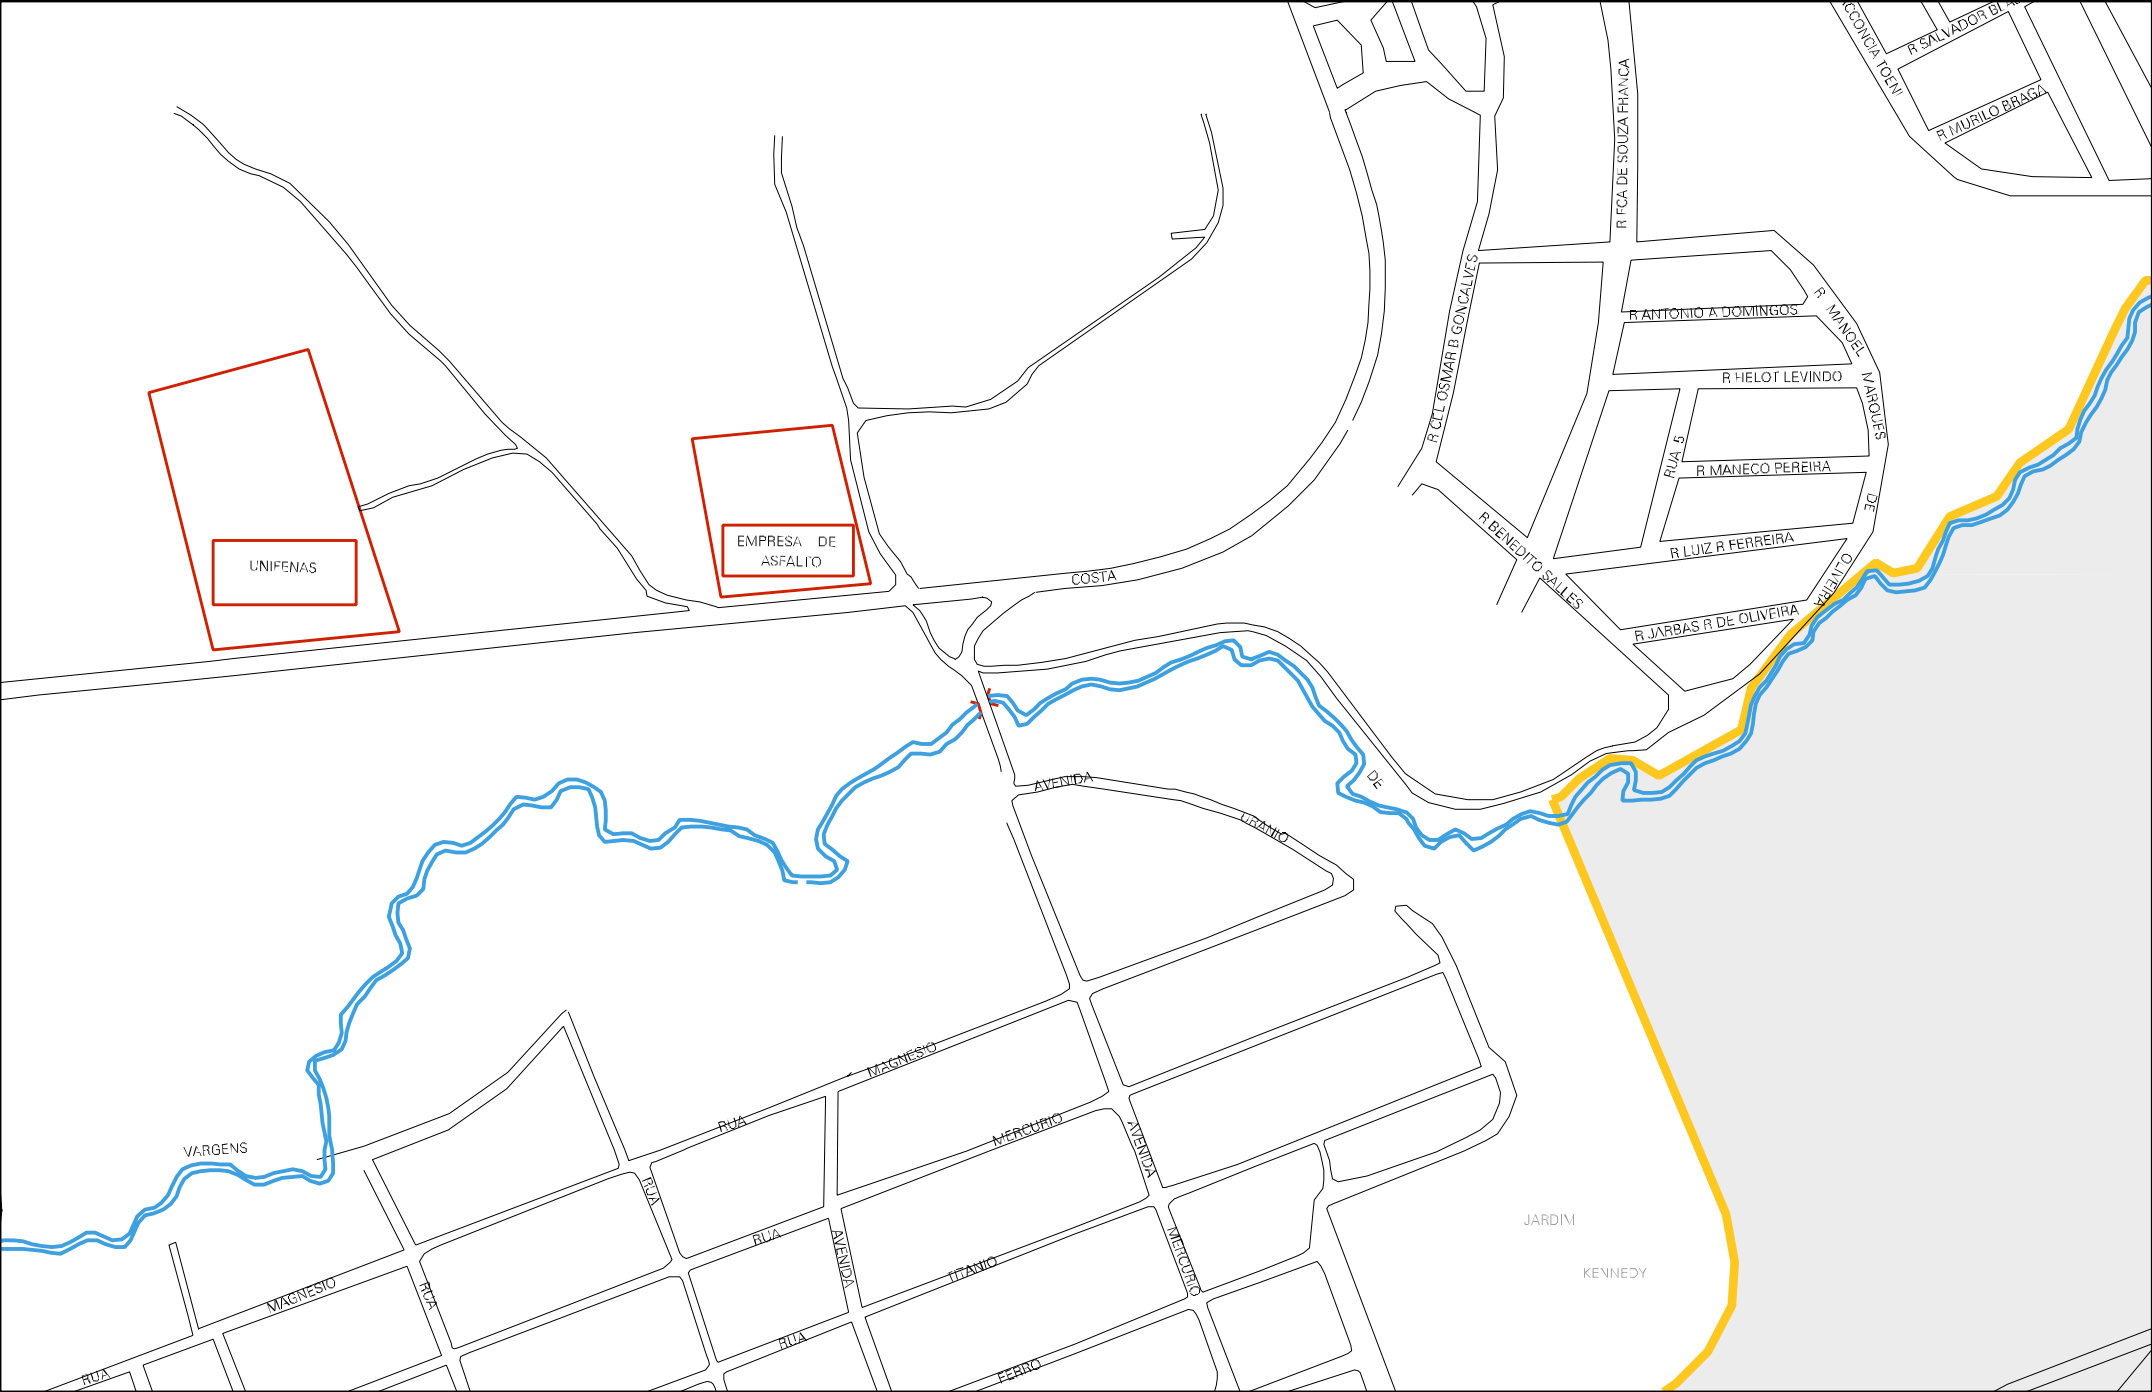 R SALVADOR
R MURILO BRAGA
R FCA DE SOUZA FRANCA
R CEL OSMAR B GONCALVES
R ANTONIO A DOMINGOS
R MANOEL MARQUES DE OLIVEIRA
R HELOT LEVINDO
RUA 5
R MANECO PEREIRA
R LUIZ R FERREIRA
R BENEDITO SALLES
R JARBAS R DE OLIVEIRA
EMPRESA DE
ASFALTO
UNIFENAS
COSTA
DE
AVENIDA
URANIO
MAGNESIO
RUA
MERCURIO
AVENIDA
VARGENS
RUA
RUA
AVENIDA
TITANIO
MERCURIO
JARDIM
KENNEDY
MAGNESIO
RUA
RUA
RUA
FERRO